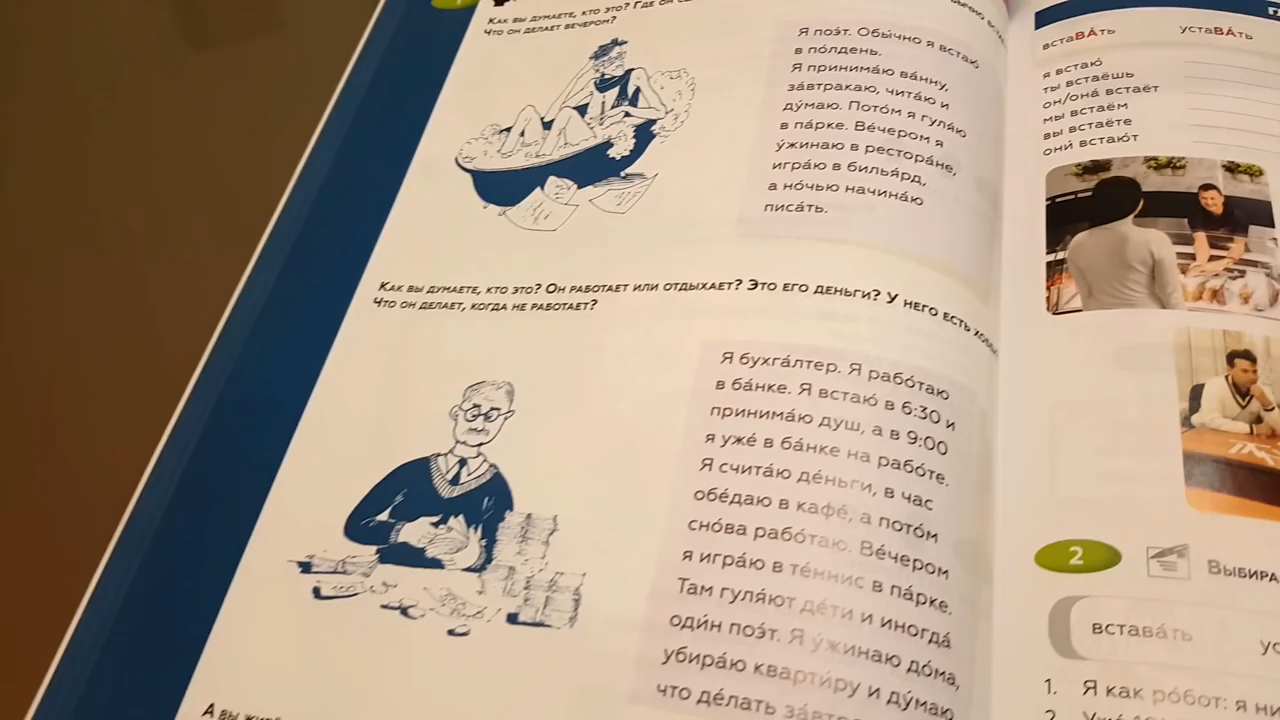 Как вы думаете, кто это? Где он
Что он делает вечером?
Я поэ́т. Обы́чно я встаю́
в по́лдень.
Я принима́ю ва́нну,
за́втракаю, чита́ю и
ду́маю. Пото́м я гуля́ю
в па́рке. Ве́чером я
у́жинаю в рестора́не,
игра́ю в билья́рд,
а но́чью начина́ю
писа́ть.
Как вы думаете, кто это? Он работает или отдыхает? Это его деньги? У него есть хобби
Что он делает, когда не работает?
Я бухга́лтер. Я рабо́таю
в ба́нке. Я встаю́ в 6:30 и
принима́ю душ, а в 9:00
я уже́ в ба́нке на рабо́те.
Я счита́ю де́ньги, в час
обе́даю в кафе́, а пото́м
сно́ва рабо́таю. Ве́чером
я игра́ю в те́ннис в па́рке.
Там гуля́ют де́ти и иногда́
оди́н поэ́т. Я у́жинаю до́ма,
убира́ю кварти́ру и ду́маю,
что де́лать за́втра
А вы
встаВА́ть устаВА́ть
я встаю́
ты встаёшь
он/она́ встаёт
мы встаём
вы встаёте
они́ встаю́т
2 Выбира
встава́ть ус
1. Я как ро́бот: я ни
2.